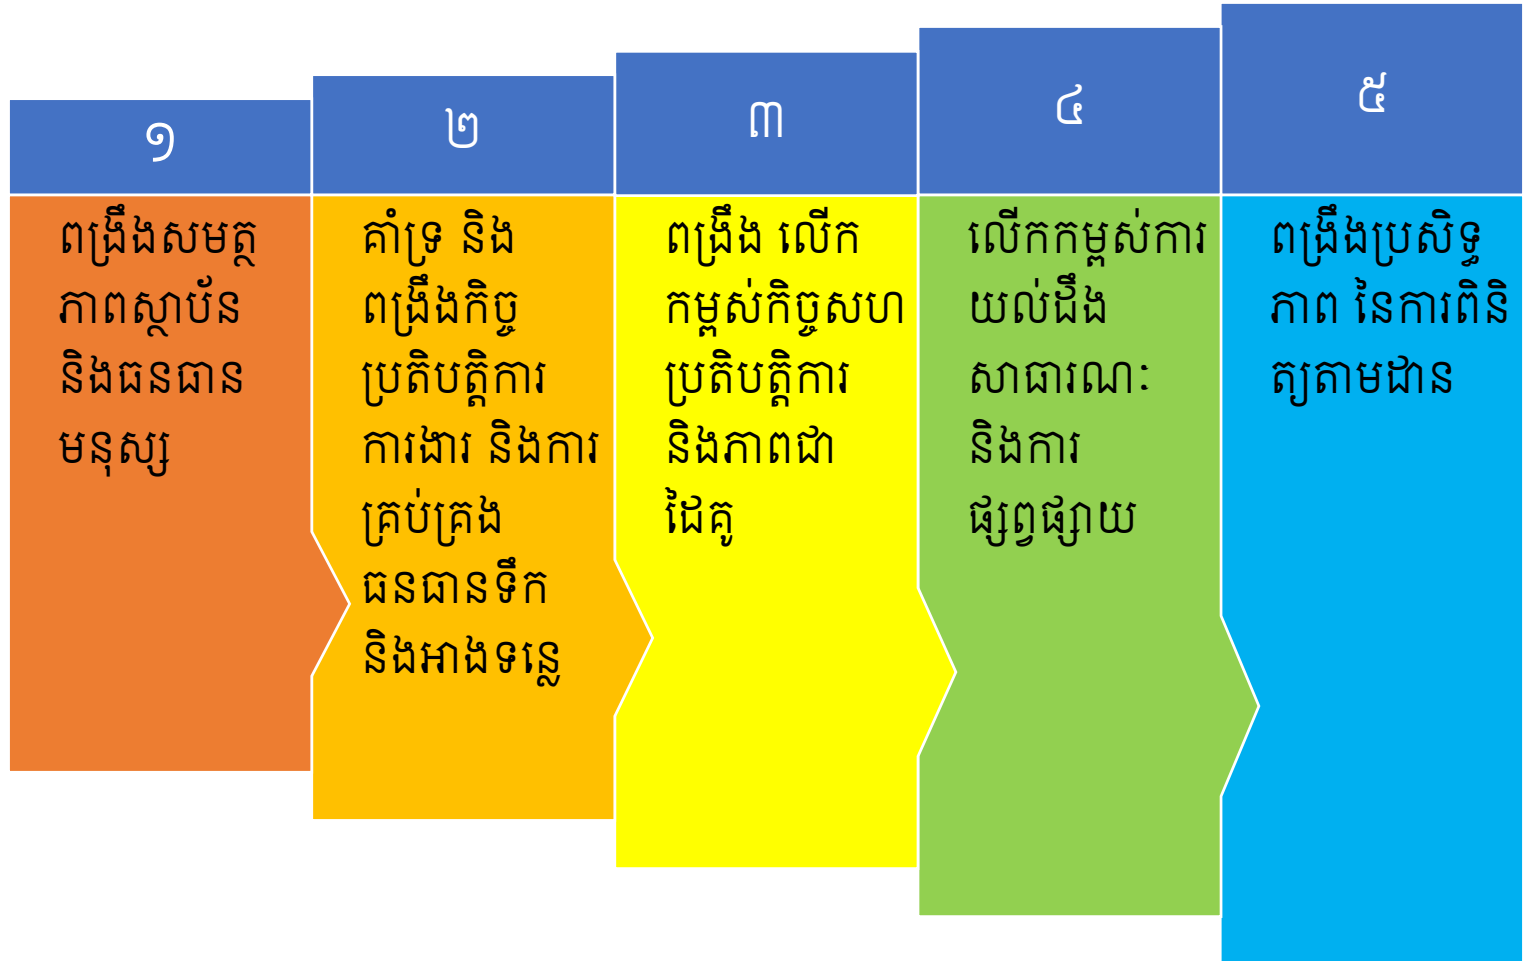 ១
ពង្រឹងសមត្ថ
ភាពស្ថាប័ន
និងធនធាន
មនុស្ស
២
គាំទ្រ និង
ពង្រឹងកិច្ច
ប្រតិបត្តិការ
ការងារ និងការ
គ្រប់គ្រង
ធនធានទឹក
និងអាងទន្លេ
៣
ពង្រឹង លើក
កម្ពស់កិច្ចសហ
ប្រតិបត្តិការ
និងភាពជា
ដៃគូ
៤
លើកកម្ពស់ការ
យល់ដឹង
សាធារណៈ
និងការ
ផ្សព្វផ្សាយ
៥
ពង្រឹងប្រសិទ្ធ
ភាព នៃការពិនិ
ត្យតាមដាន